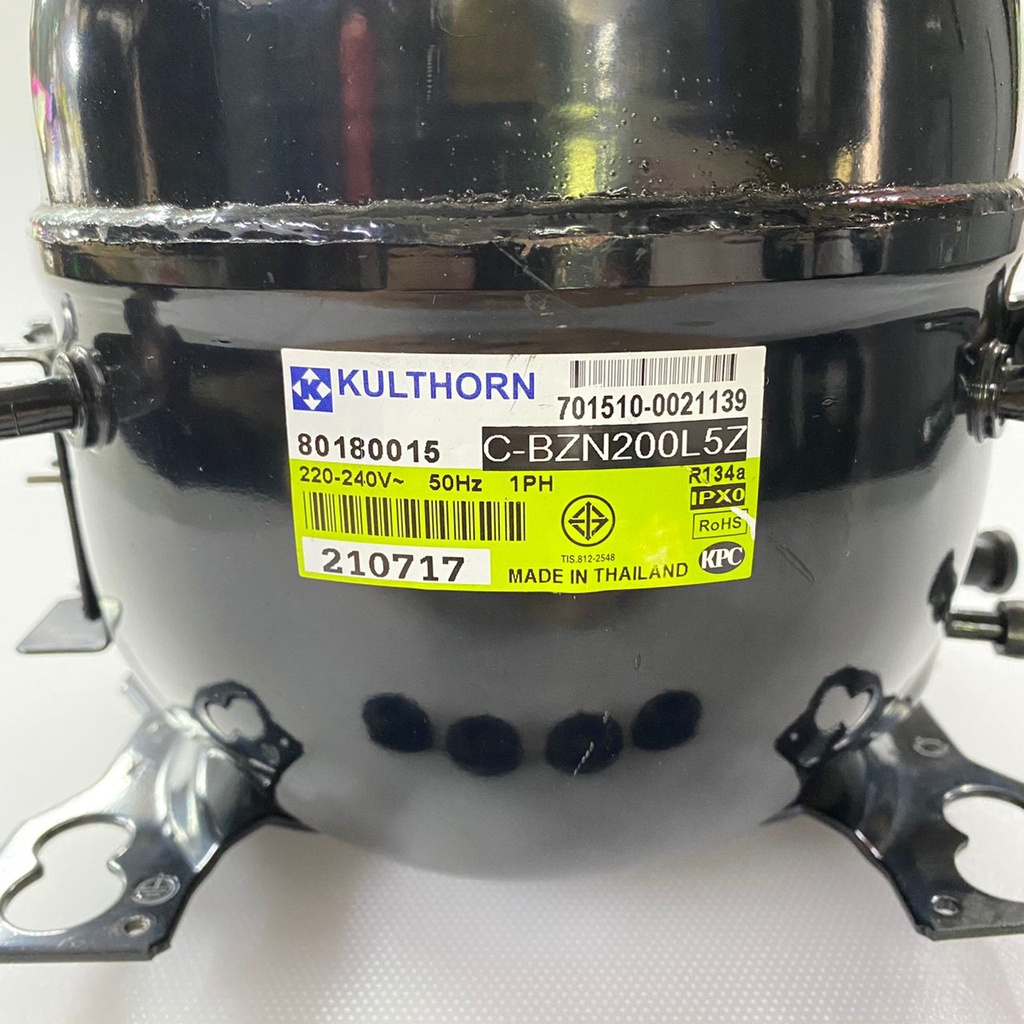 KULTHORN
701510-0021139
80180015 C-BZN200L5Z
220-240V~ 50Hz 1PH R134a
IPX0
RoHS
TIS.812-2548
KPC
210717 MADE IN THAILAND